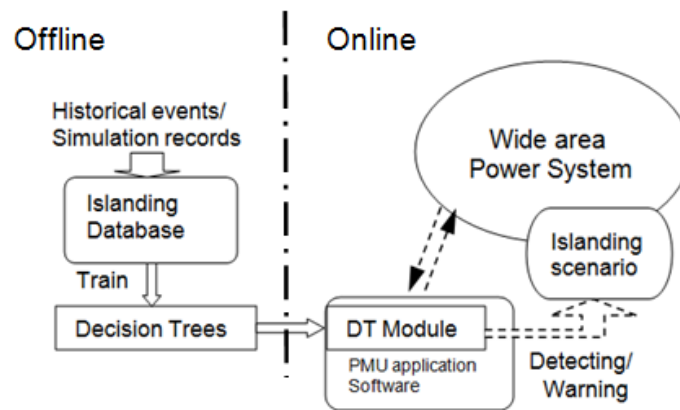 Offline
Online
Historical events/
Simulation records
Islanding
Database
Train
Decision Trees
Wide area
Power System
Islanding
scenario
DT Module
PMU application
Software
Detecting/
Warning